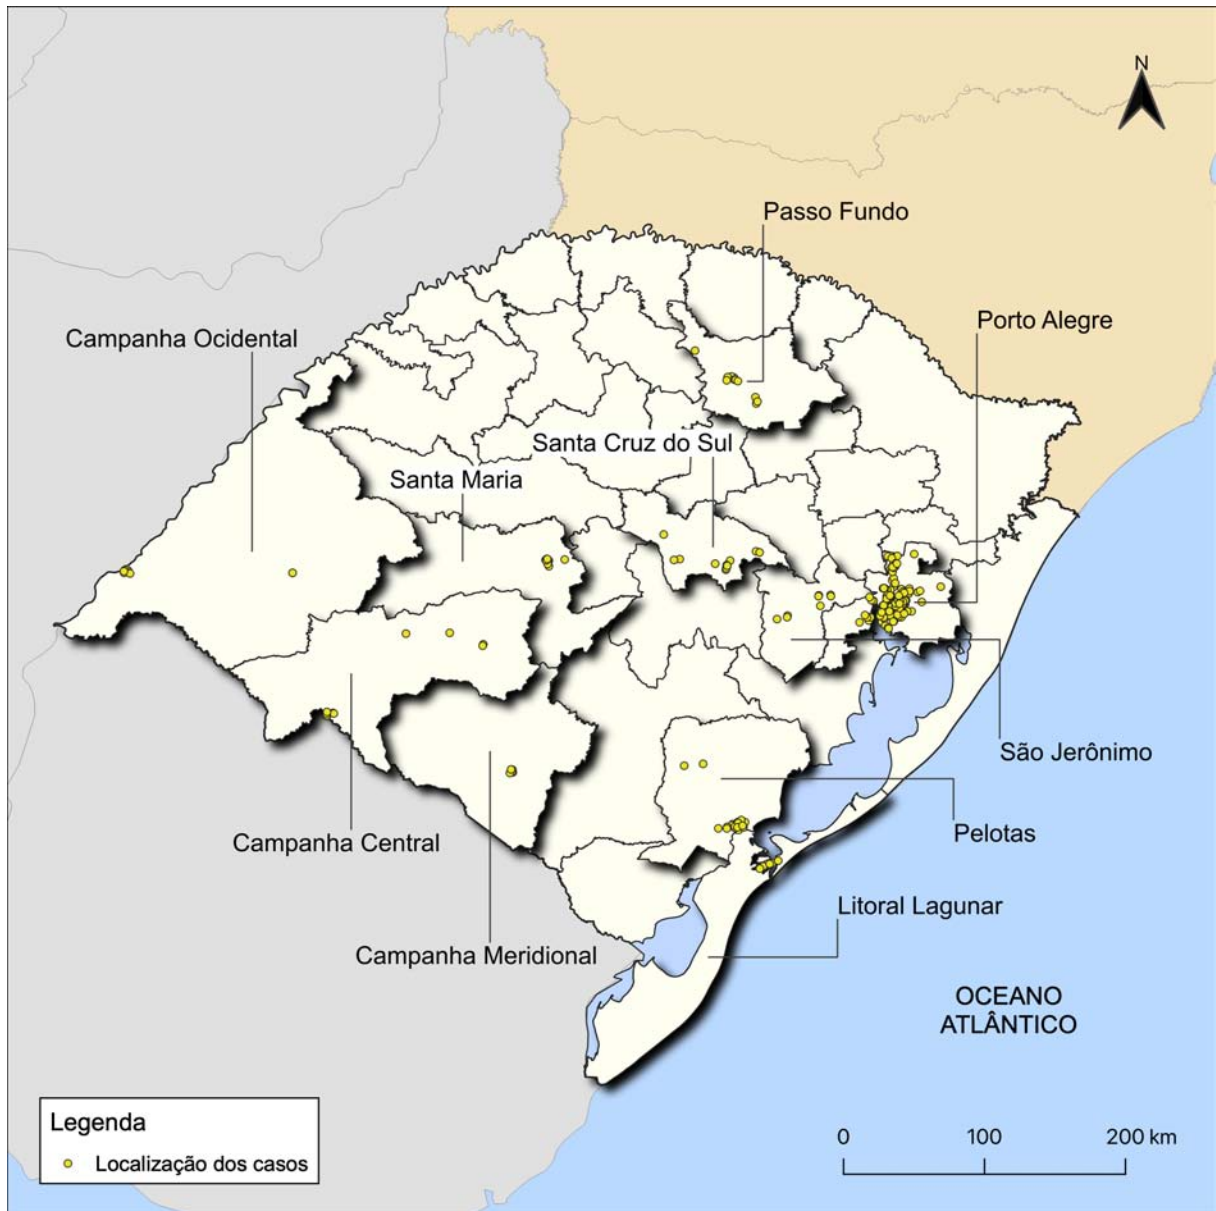 N
Passo Fundo
Porto Alegre
Campanha Ocidental
Santa Cruz do Sul
Santa Maria
São Jerônimo
Pelotas
Campanha Central
Litoral Lagunar
Campanha Meridional
OCEANO
ATLÂNTICO
Legenda
Localização dos casos
0 100 200 km